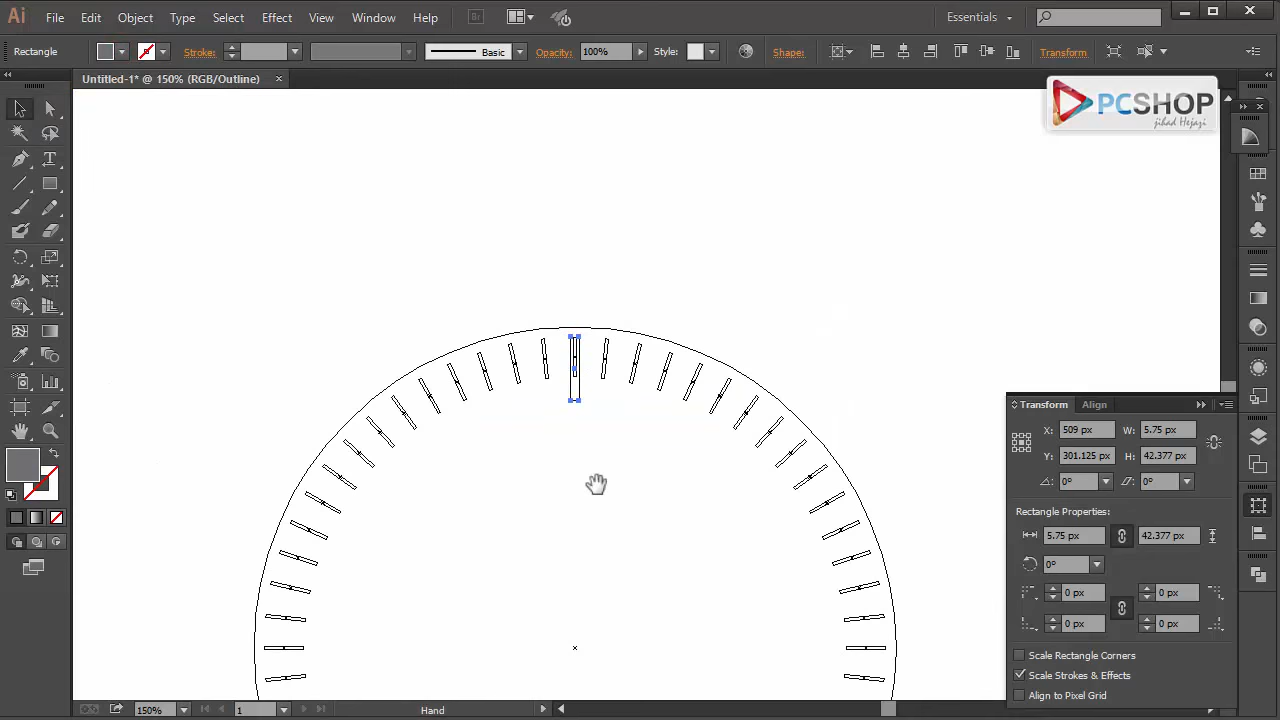 Ai File Edit Object Type Select Effect View Window Help Br Essentials
Rectangle Stroke: Basic Opacity: 100% Style: Shape: Transform
Untitled-1* @ 150% (RGB/Outline)
PCSHOP
jihad Hejazi
Transform Align
X: 509 px W: 5.75 px
Y: 301.125 px H: 42.377 px
0° 0°
Rectangle Properties:
5.75 px 42.377 px
0°
0 px 0 px
0 px 0 px
Scale Rectangle Corners
Scale Strokes & Effects
Align to Pixel Grid
150% 1 Hand